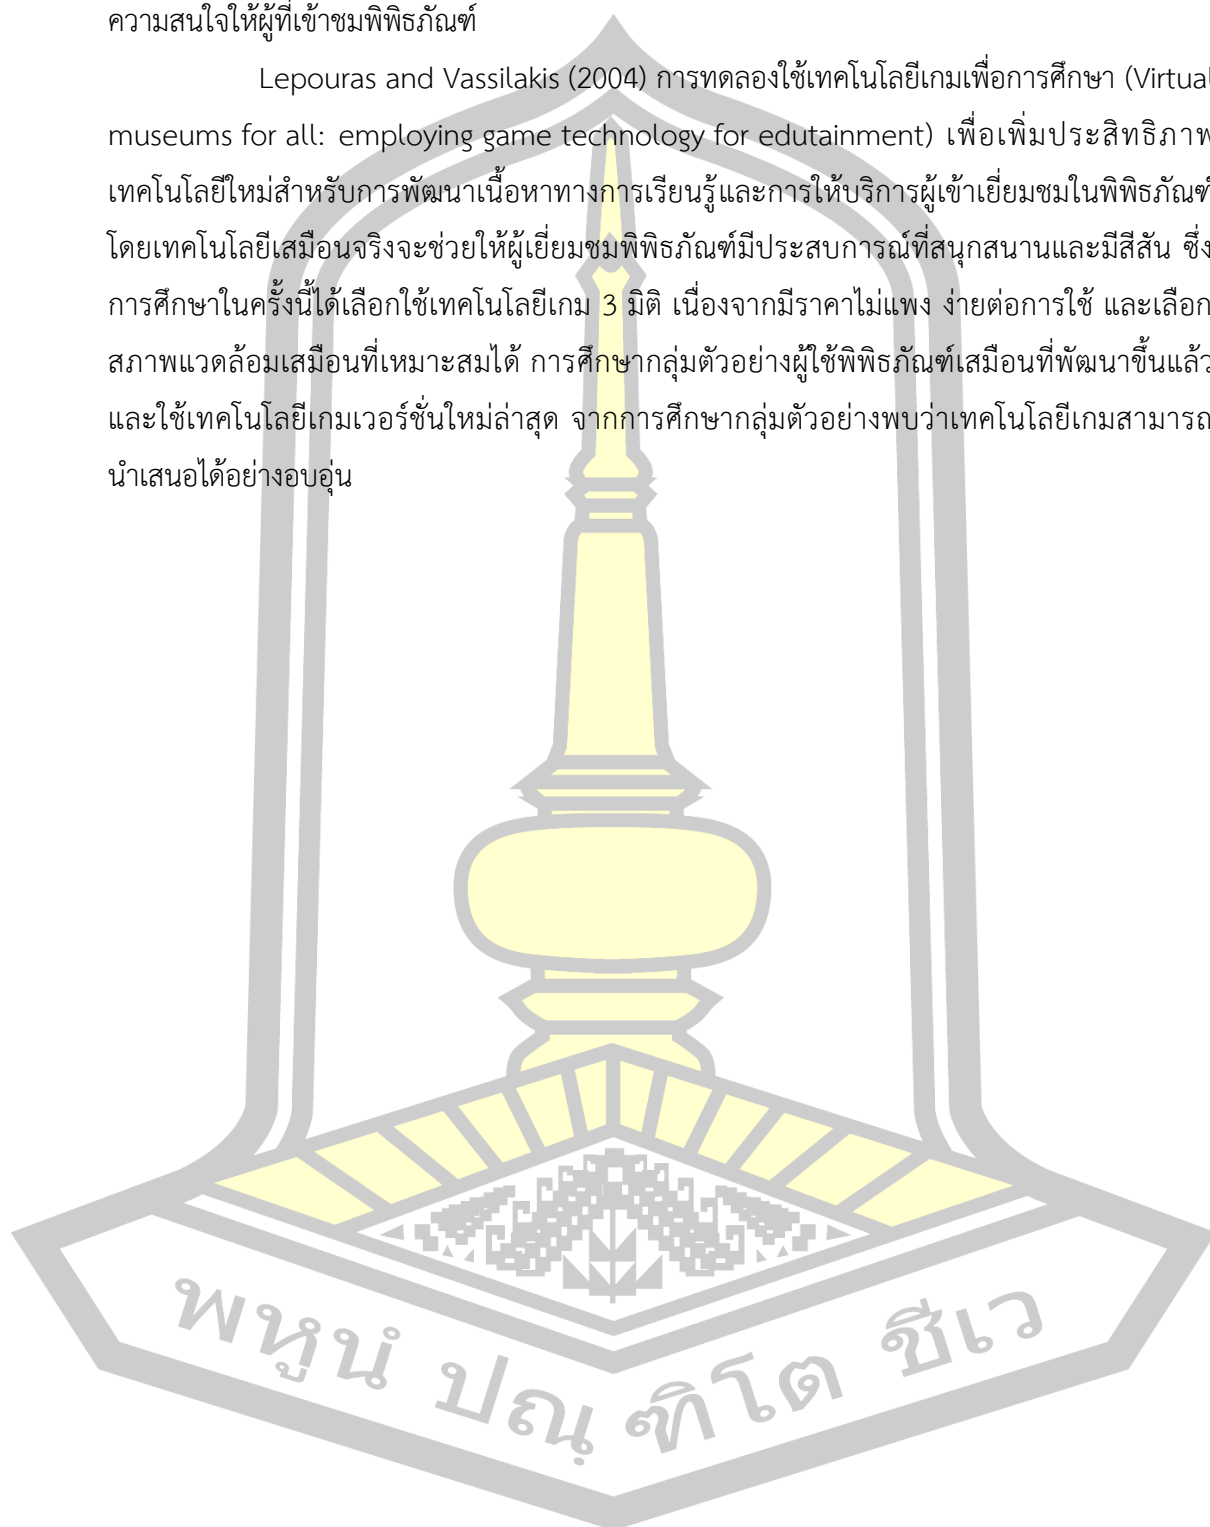 ความสนใจให้ผู้ที่เข้าชมพิพิธภัณฑ์
Lepouras and Vassilakis (2004) การทดลองใช้เทคโนโลยีเกมเพื่อการศึกษา (Virtual
museums for all: employing game technology for edutainment) เพื่อเพิ่มประสิทธิภาพ
เทคโนโลยีใหม่สำหรับการพัฒนาเนื้อหาทางการเรียนรู้และการให้บริการผู้เข้าเยี่ยมชมในพิพิธภัณฑ์
โดยเทคโนโลยีเสมือนจริงจะช่วยให้ผู้เยี่ยมชมพิพิธภัณฑ์มีประสบการณ์ที่สนุกสนานและมีสีสัน ซึ่ง
การศึกษาในครั้งนี้ได้เลือกใช้เทคโนโลยีเกม 3 มิติ เนื่องจากมีราคาไม่แพง ง่ายต่อการใช้ และเลือก
สภาพแวดล้อมเสมือนที่เหมาะสมได้ การศึกษากลุ่มตัวอย่างผู้ใช้พิพิธภัณฑ์เสมือนที่พัฒนาขึ้นแล้ว
และใช้เทคโนโลยีเกมเวอร์ชั่นใหม่ล่าสุด จากการศึกษากลุ่มตัวอย่างพบว่าเทคโนโลยีเกมสามารถ
นำเสนอได้อย่างอบอุ่น
พหูนํ ปณฺฑิโต ชีเว